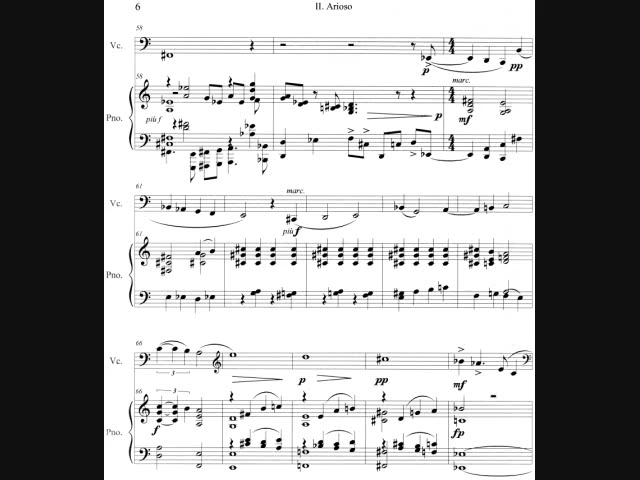 6 II. Arioso
58
Vc.
p
pp
58
marc.
Pno.
più f
p
mf
61
marc.
Vc.
più f
61
Pno.
66
Vc.
3
p
pp
mf
66
3
Pno.
f
fp